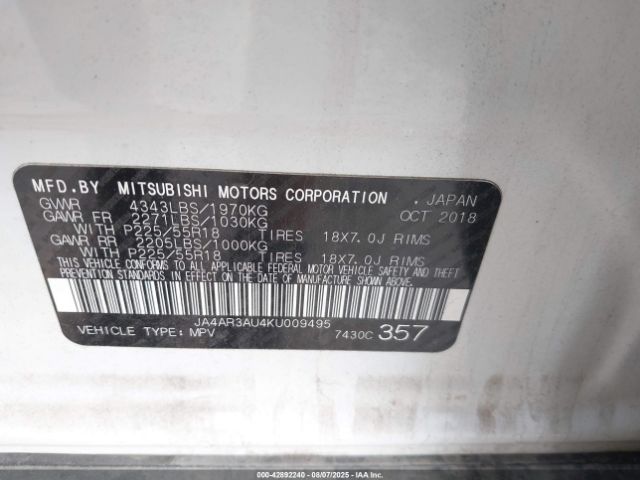 MFD.BY MITSUBISHI MOTORS CORPORATION . JAPAN
GVWR 4343LBS/1970KG OCT 2018
GAWR FR 2271LBS/1030KG
WITH P225/55R18 TIRES 18X7.0J RIMS
GAWR RR 2205LBS/1000KG
WITH P225/55R18 TIRES 18X7.0J RIMS
THIS VEHICLE CONFORMS TO ALL APPLICABLE FEDERAL MOTOR VEHICLE SAFETY AND THEFT
PREVENTION STANDARDS IN EFFECT ON THE DATE OF MANUFACTURE SHOWN ABOVE.
JA4AR3AU4KU009495
VEHICLE TYPE: MPV 7430C 357
000-42892240 - 08/07/2025 - IAA Inc.